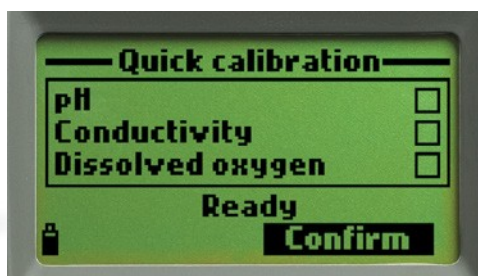 Quick calibration
pH
Conductivity
Dissolved oxygen
Ready
Confirm